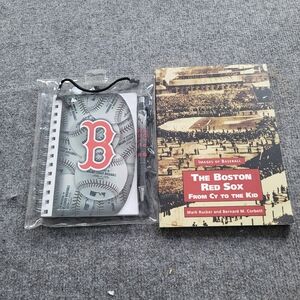 B
IMAGES OF BASEBALL
THE BOSTON
RED SOX
FROM CY TO THE KID
Mark Rucker and Bernard M. Corbett